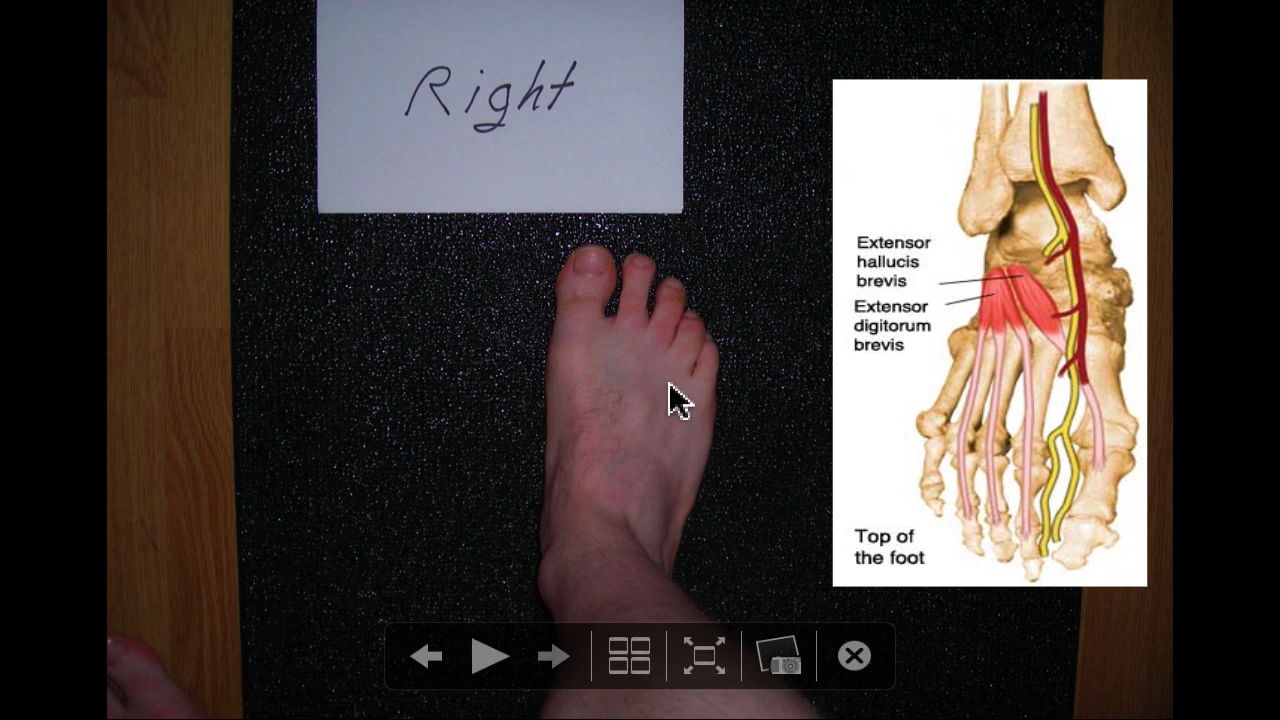 Right
Extensor
hallucis
brevis
Extensor
digitorum
brevis
Top of
the foot